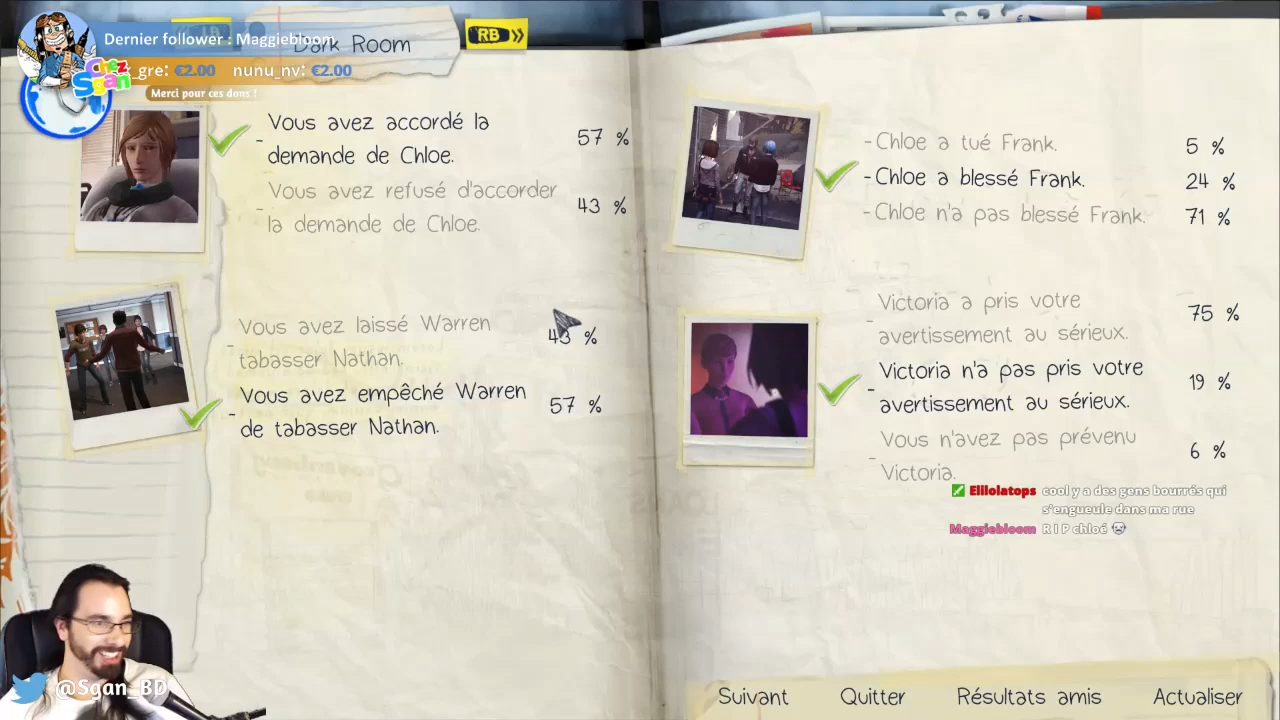 Dernier follower : Maggiebloom
Dark Room
RB
Chez Sgan
_gre: €2.00 nunu_nv: €2.00
Merci pour ces dons !
- Vous avez accordé la
demande de Chloe.
57 %
- Vous avez refusé d'accorder
la demande de Chloe.
43 %
- Vous avez laissé Warren
tabasser Nathan.
43 %
- Vous avez empêché Warren
de tabasser Nathan.
57 %
- Chloe a tué Frank.
5 %
- Chloe a blessé Frank.
24 %
- Chloe n'a pas blessé Frank.
71 %
- Victoria a pris votre
avertissement au sérieux.
75 %
- Victoria n'a pas pris votre
avertissement au sérieux.
19 %
- Vous n'avez pas prévenu
Victoria.
6 %
Elilolatops cool y a des gens bourrés qui
s'engueule dans ma rue
Maggiebloom R I P chloé
@Sgan_BD
Suivant Quitter Résultats amis Actualiser